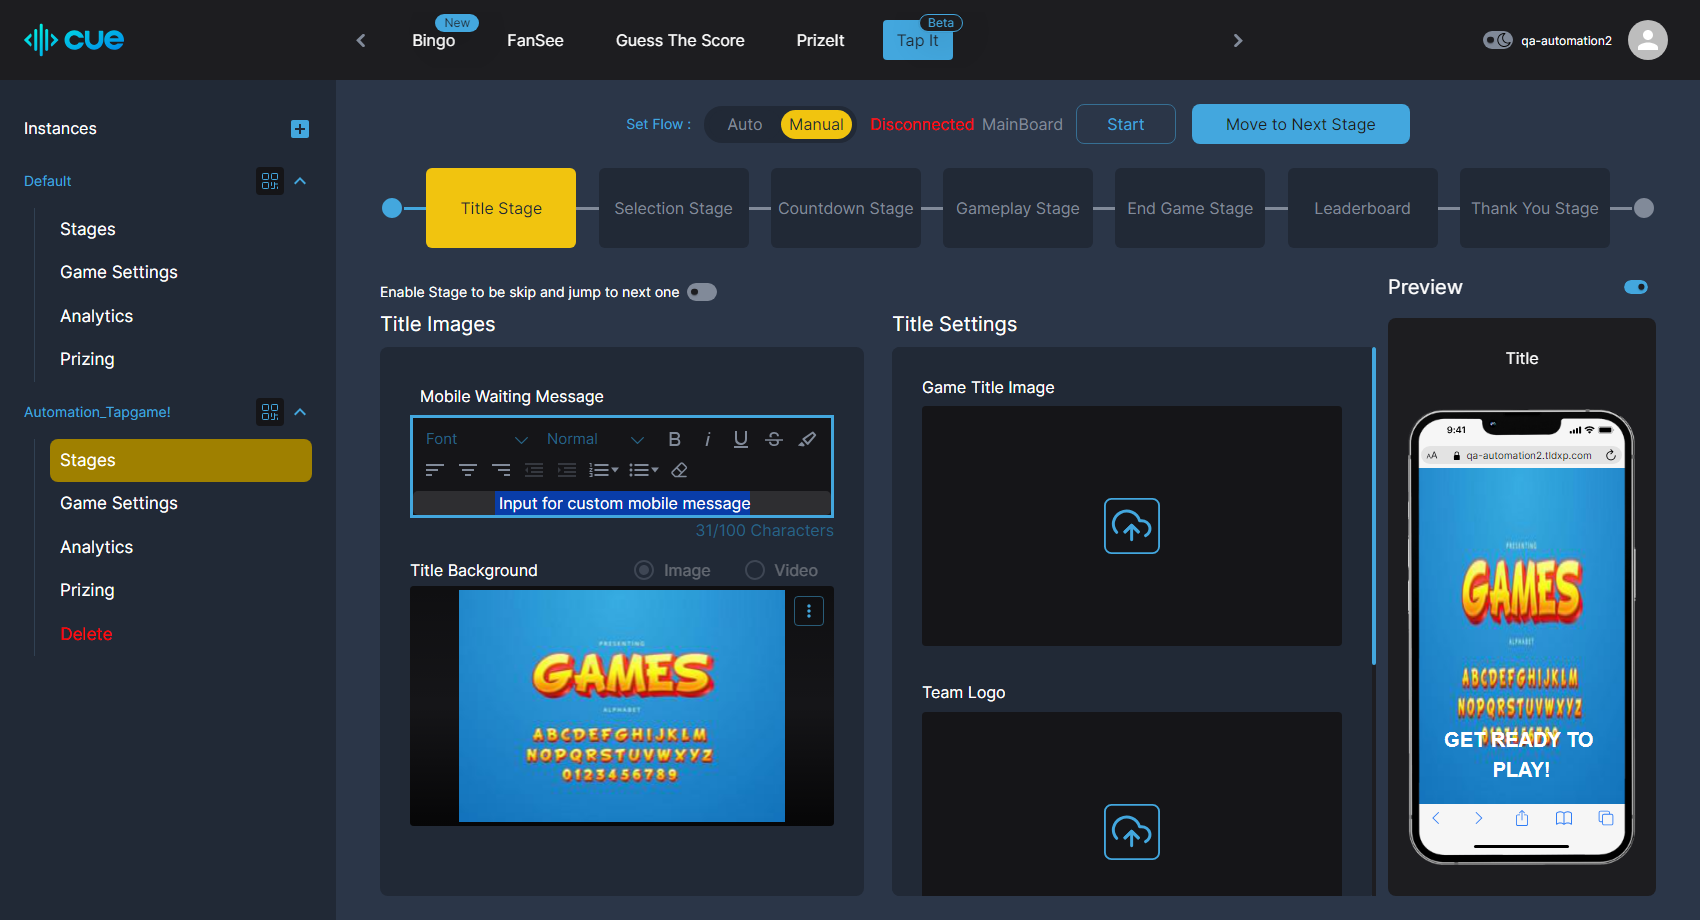 cue
New
Bingo
FanSee
Guess The Score
PrizeIt
Beta
Tap It
qa-automation2
Instances
Default
Stages
Game Settings
Analytics
Prizing
Automation_Tapgame!
Stages
Game Settings
Analytics
Prizing
Delete
Set Flow :
Auto
Manual
Disconnected MainBoard
Start
Move to Next Stage
Title Stage
Selection Stage
Countdown Stage
Gameplay Stage
End Game Stage
Leaderboard
Thank You Stage
Enable Stage to be skip and jump to next one
Title Images
Mobile Waiting Message
Font
Normal
B i U S
Input for custom mobile message
31/100 Characters
Title Background
Image
Video
PRESENTING
GAMES
ALPHABET
ABCDEFGHIJKLM
NOPQRSTUVWXYZ
0123456789
Title Settings
Game Title Image
Team Logo
Preview
Title
9:41
AA qa-automation2.tldxp.com
PRESENTING
GAMES
ALPHABET
ABCDEFGHIJKLM
NOPQRSTUVWXYZ
GET READY TO
PLAY!